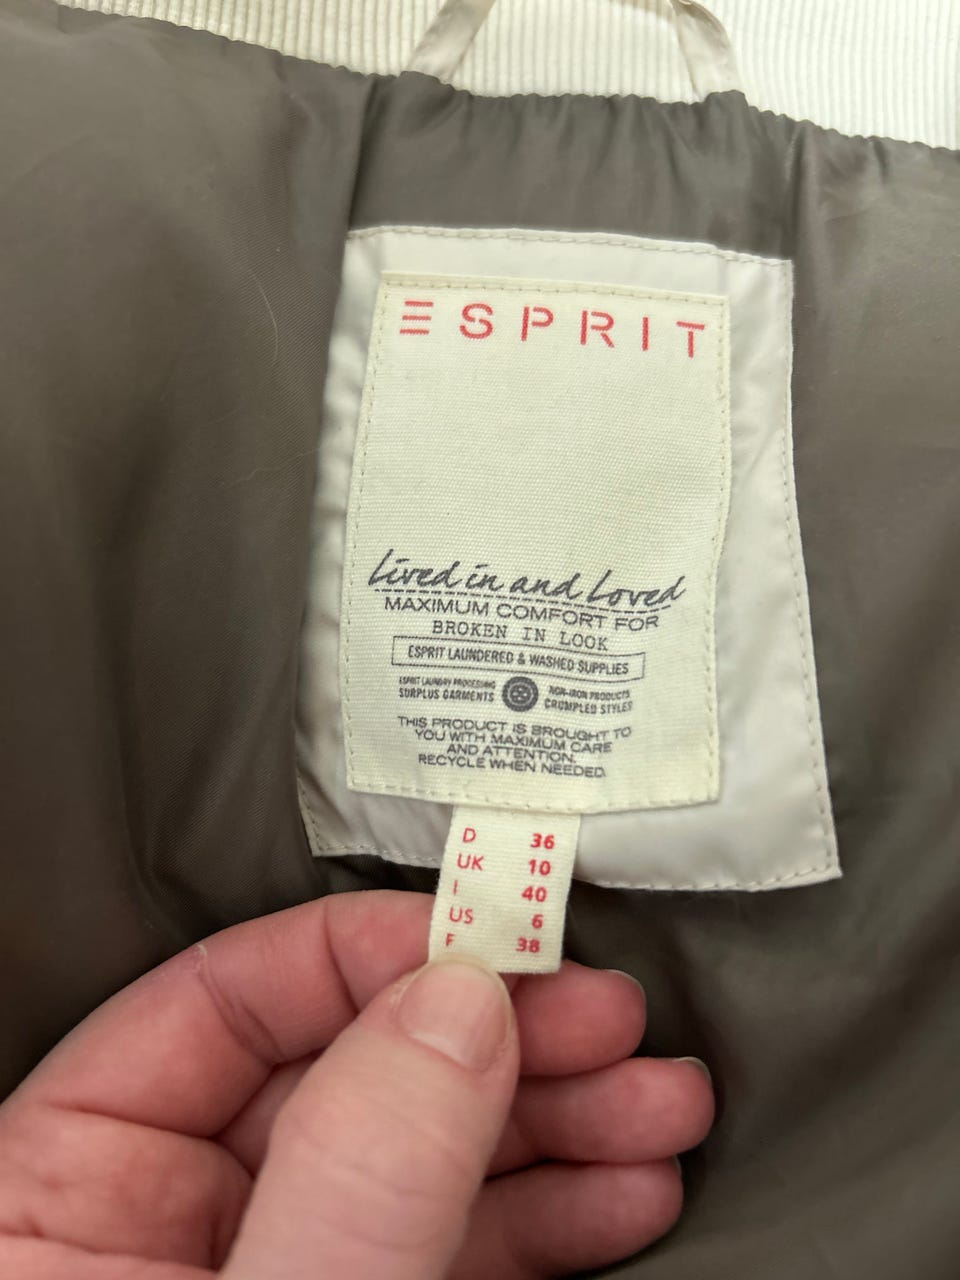 ESPRIT
Lived in and Loved
MAXIMUM COMFORT FOR
BROKEN IN LOOK
ESPRIT LAUNDERED & WASHED SUPPLIES
ESPRIT LAUNDRY PROCESSING
SURPLUS GARMENTS
NON-IRON PRODUCTS
CRUMPLED STYLES
THIS PRODUCT IS BROUGHT TO
YOU WITH MAXIMUM CARE
AND ATTENTION.
RECYCLE WHEN NEEDED.
D 36
UK 10
I 40
US 6
F 38